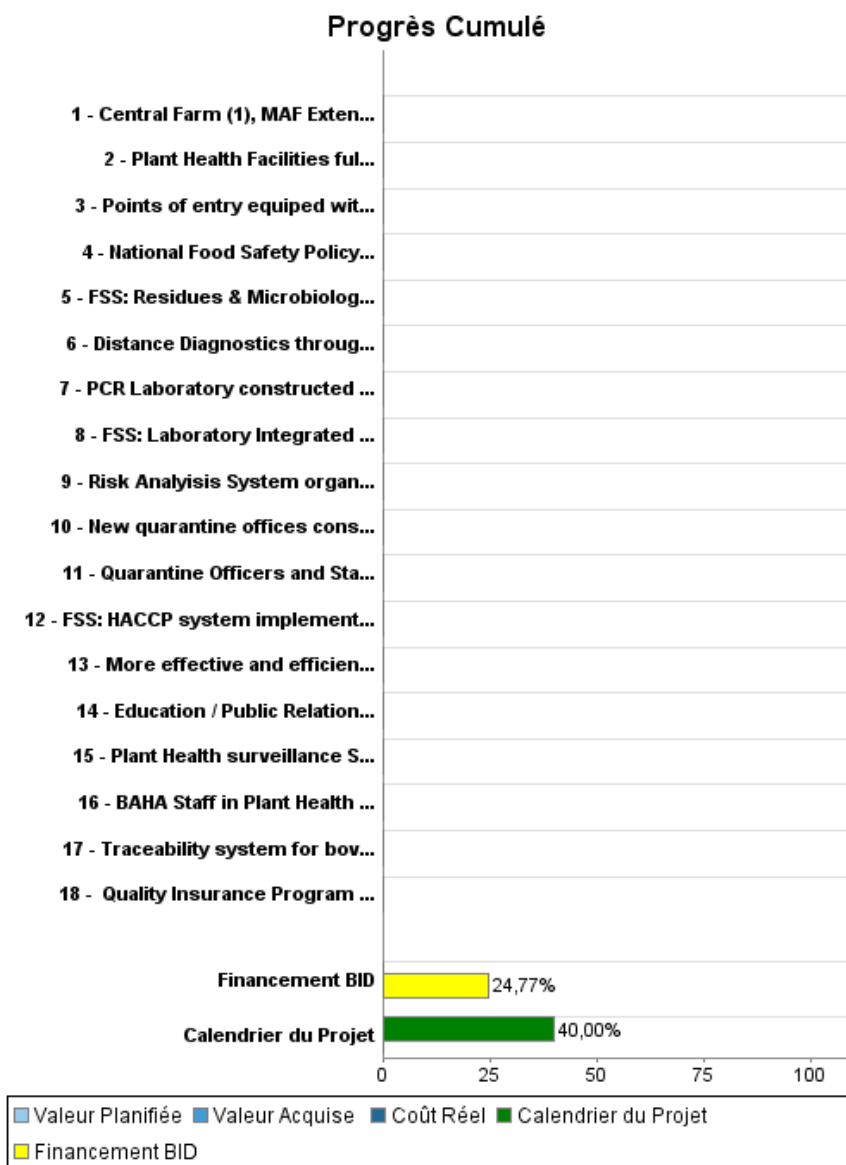 Progrès Cumulé
1 - Central Farm (1), MAF Exten...
2 - Plant Health Facilities ful...
3 - Points of entry equiped wit...
4 - National Food Safety Policy...
5 - FSS: Residues & Microbiolog...
6 - Distance Diagnostics throug...
7 - PCR Laboratory constructed ...
8 - FSS: Laboratory Integrated ...
9 - Risk Analyisis System organ...
10 - New quarantine offices cons...
11 - Quarantine Officers and Sta...
12 - FSS: HACCP system implement...
13 - More effective and efficien...
14 - Education / Public Relation...
15 - Plant Health surveillance S...
16 - BAHA Staff in Plant Health ...
17 - Traceability system for bov...
18 - Quality Insurance Program ...
Financement BID 24,77%
Calendrier du Projet 40,00%
0 25 50 75 100
Valeur Planifiée Valeur Acquise Coût Réel Calendrier du Projet
Financement BID